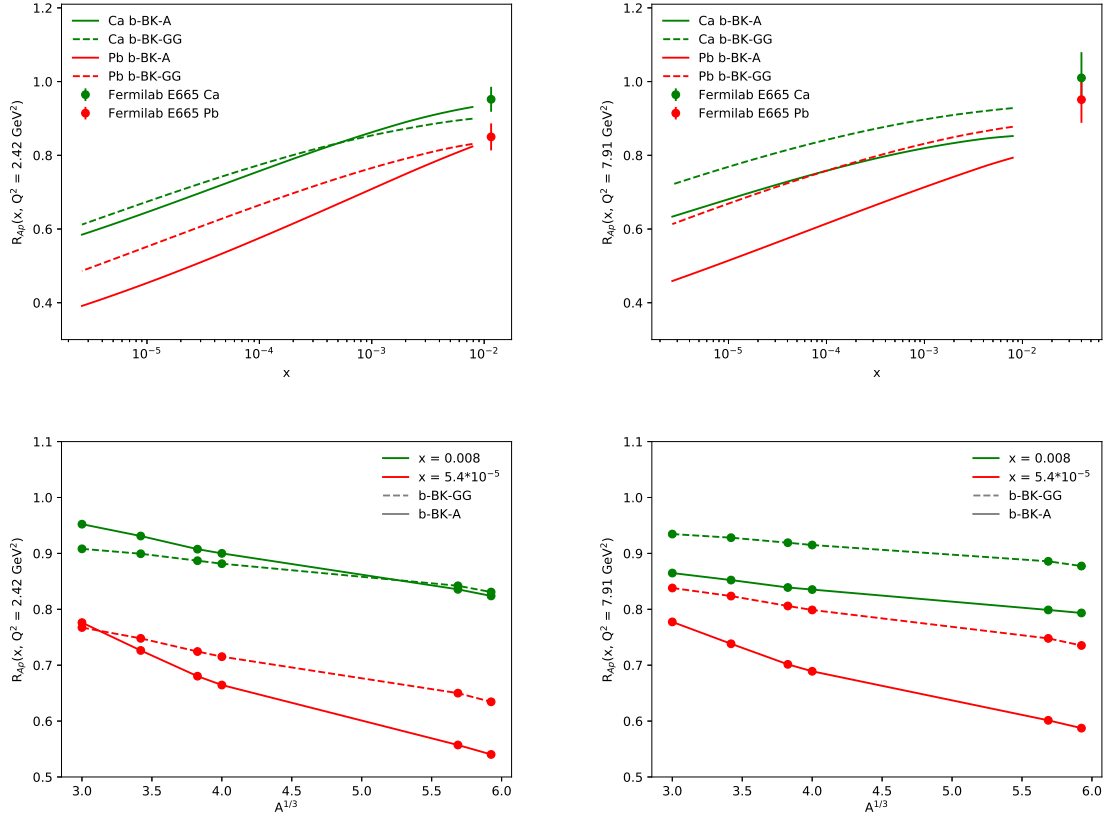 1.2
1.0
0.8
0.6
0.4
R_{Ap}(x, Q² = 2.42 GeV²)
Ca b-BK-A
Ca b-BK-GG
Pb b-BK-A
Pb b-BK-GG
Fermilab E665 Ca
Fermilab E665 Pb
10⁻⁵ 10⁻⁴ 10⁻³ 10⁻²
x
1.2
1.0
0.8
0.6
0.4
R_{Ap}(x, Q² = 7.91 GeV²)
Ca b-BK-A
Ca b-BK-GG
Pb b-BK-A
Pb b-BK-GG
Fermilab E665 Ca
Fermilab E665 Pb
10⁻⁵ 10⁻⁴ 10⁻³ 10⁻²
x
1.1
1.0
0.9
0.8
0.7
0.6
0.5
R_{Ap}(x, Q² = 2.42 GeV²)
x = 0.008
x = 5.4*10⁻⁵
b-BK-GG
b-BK-A
3.0 3.5 4.0 4.5 5.0 5.5 6.0
A^{1/3}
1.1
1.0
0.9
0.8
0.7
0.6
0.5
R_{Ap}(x, Q² = 7.91 GeV²)
x = 0.008
x = 5.4*10⁻⁵
b-BK-GG
b-BK-A
3.0 3.5 4.0 4.5 5.0 5.5 6.0
A^{1/3}